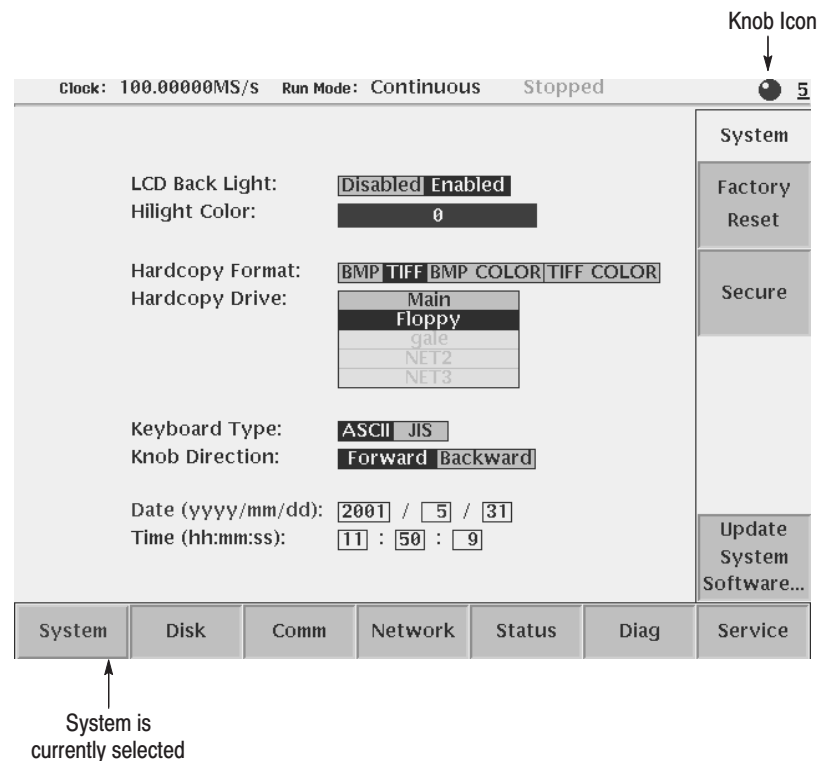 Knob Icon
Clock: 100.00000MS/s Run Mode: Continuous Stopped 5
System
LCD Back Light: Disabled Enabled
Hilight Color: 0
Factory
Reset
Hardcopy Format: BMP TIFF BMP COLOR TIFF COLOR
Hardcopy Drive: Main
Floppy
gale
NET2
NET3
Secure
Keyboard Type: ASCII JIS
Knob Direction: Forward Backward
Date (yyyy/mm/dd): 2001 / 5 / 31
Time (hh:mm:ss): 11 : 50 : 9
Update
System
Software...
System Disk Comm Network Status Diag Service
System is
currently selected